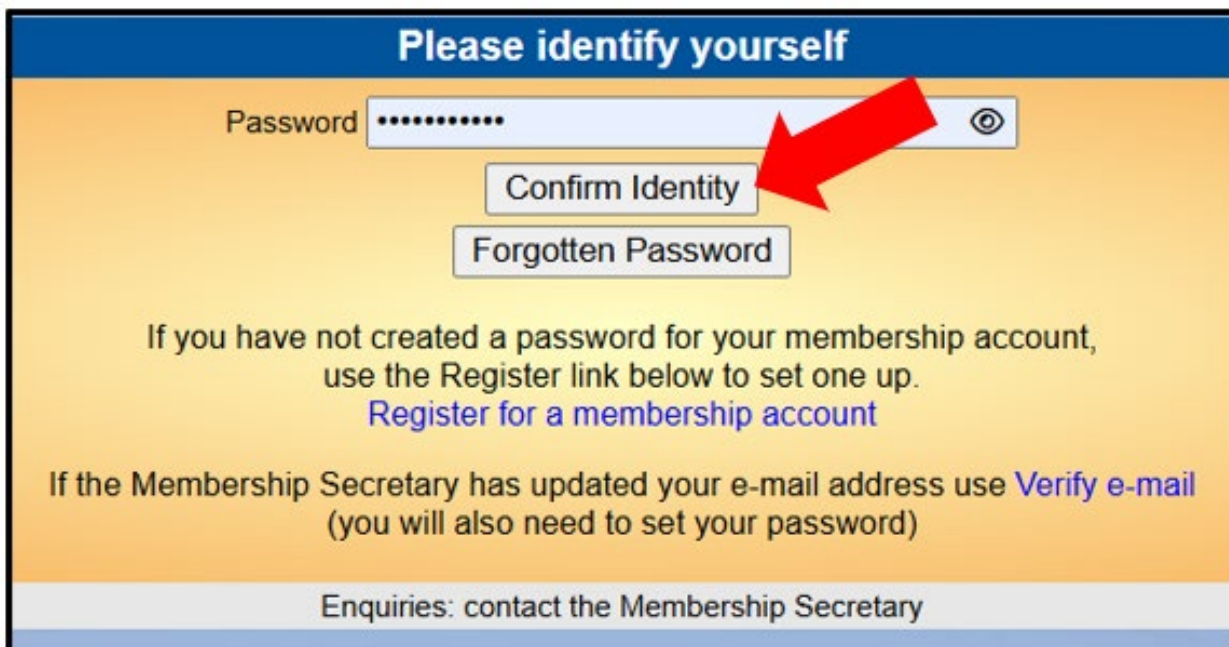 Please identify yourself
Password •••••••••••
Confirm Identity
Forgotten Password
If you have not created a password for your membership account,
use the Register link below to set one up.
Register for a membership account
If the Membership Secretary has updated your e-mail address use Verify e-mail
(you will also need to set your password)
Enquiries: contact the Membership Secretary